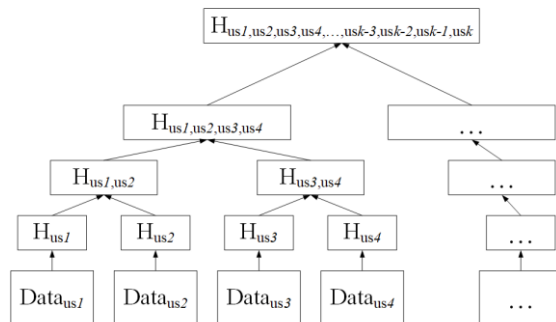 Hus1,us2,us3,us4,…,usk-3,usk-2,usk-1,usk
Hus1,us2,us3,us4
…
Hus1,us2
Hus3,us4
…
Hus1
Hus2
Hus3
Hus4
…
Dataus1
Dataus2
Dataus3
Dataus4
…